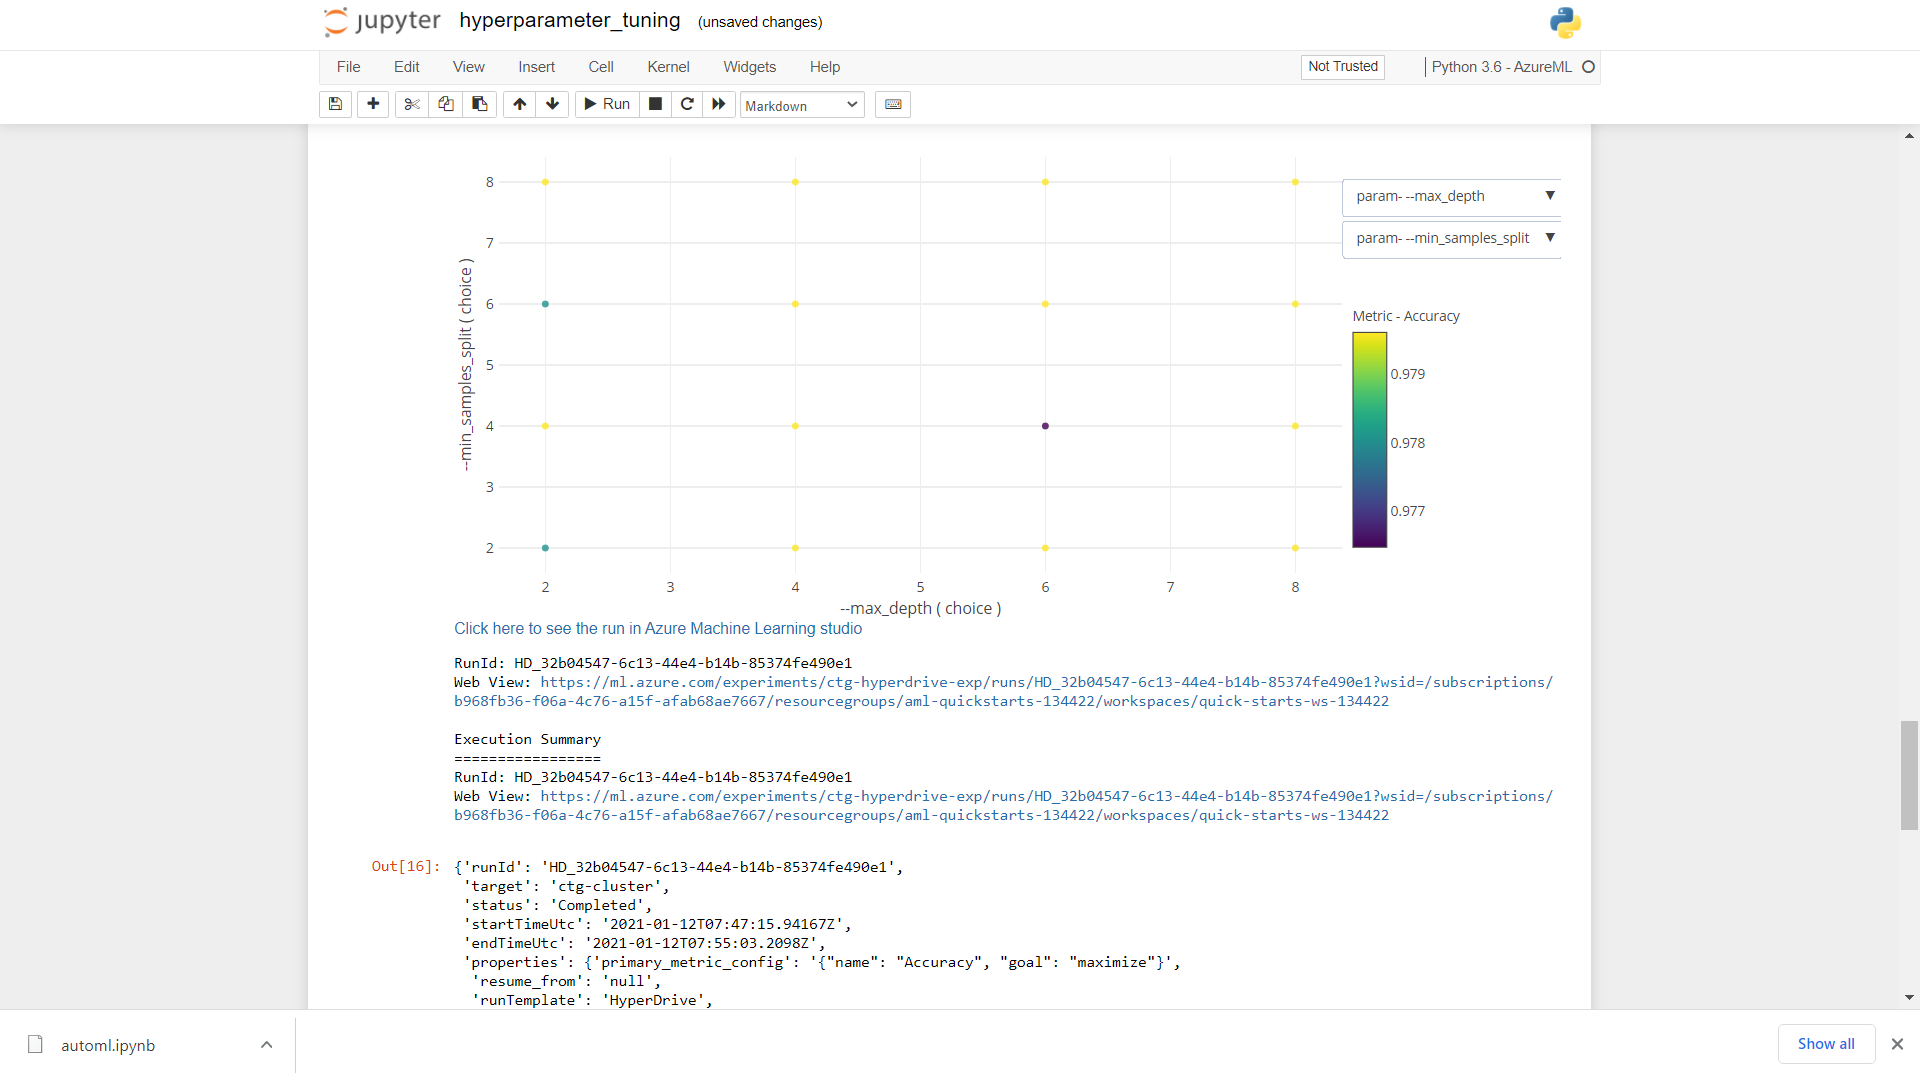 jupyter hyperparameter_tuning (unsaved changes)
File Edit View Insert Cell Kernel Widgets Help Not Trusted Python 3.6 - AzureML
Run Markdown
8
7
6
5
4
3
2
--min_samples_split ( choice )
2 3 4 5 6 7 8
--max_depth ( choice )
param- --max_depth ▼
param- --min_samples_split ▼
Metric - Accuracy
0.979
0.978
0.977
Click here to see the run in Azure Machine Learning studio
RunId: HD_32b04547-6c13-44e4-b14b-85374fe490e1
Web View: https://ml.azure.com/experiments/ctg-hyperdrive-exp/runs/HD_32b04547-6c13-44e4-b14b-85374fe490e1?wsid=/subscriptions/
b968fb36-f06a-4c76-a15f-afab68ae7667/resourcegroups/aml-quickstarts-134422/workspaces/quick-starts-ws-134422
Execution Summary
=================
RunId: HD_32b04547-6c13-44e4-b14b-85374fe490e1
Web View: https://ml.azure.com/experiments/ctg-hyperdrive-exp/runs/HD_32b04547-6c13-44e4-b14b-85374fe490e1?wsid=/subscriptions/
b968fb36-f06a-4c76-a15f-afab68ae7667/resourcegroups/aml-quickstarts-134422/workspaces/quick-starts-ws-134422
Out[16]: {'runId': 'HD_32b04547-6c13-44e4-b14b-85374fe490e1',
'target': 'ctg-cluster',
'status': 'Completed',
'startTimeUtc': '2021-01-12T07:47:15.94167Z',
'endTimeUtc': '2021-01-12T07:55:03.2098Z',
'properties': {'primary_metric_config': '{"name": "Accuracy", "goal": "maximize"}',
'resume_from': 'null',
'runTemplate': 'HyperDrive',
automl.ipynb
Show all